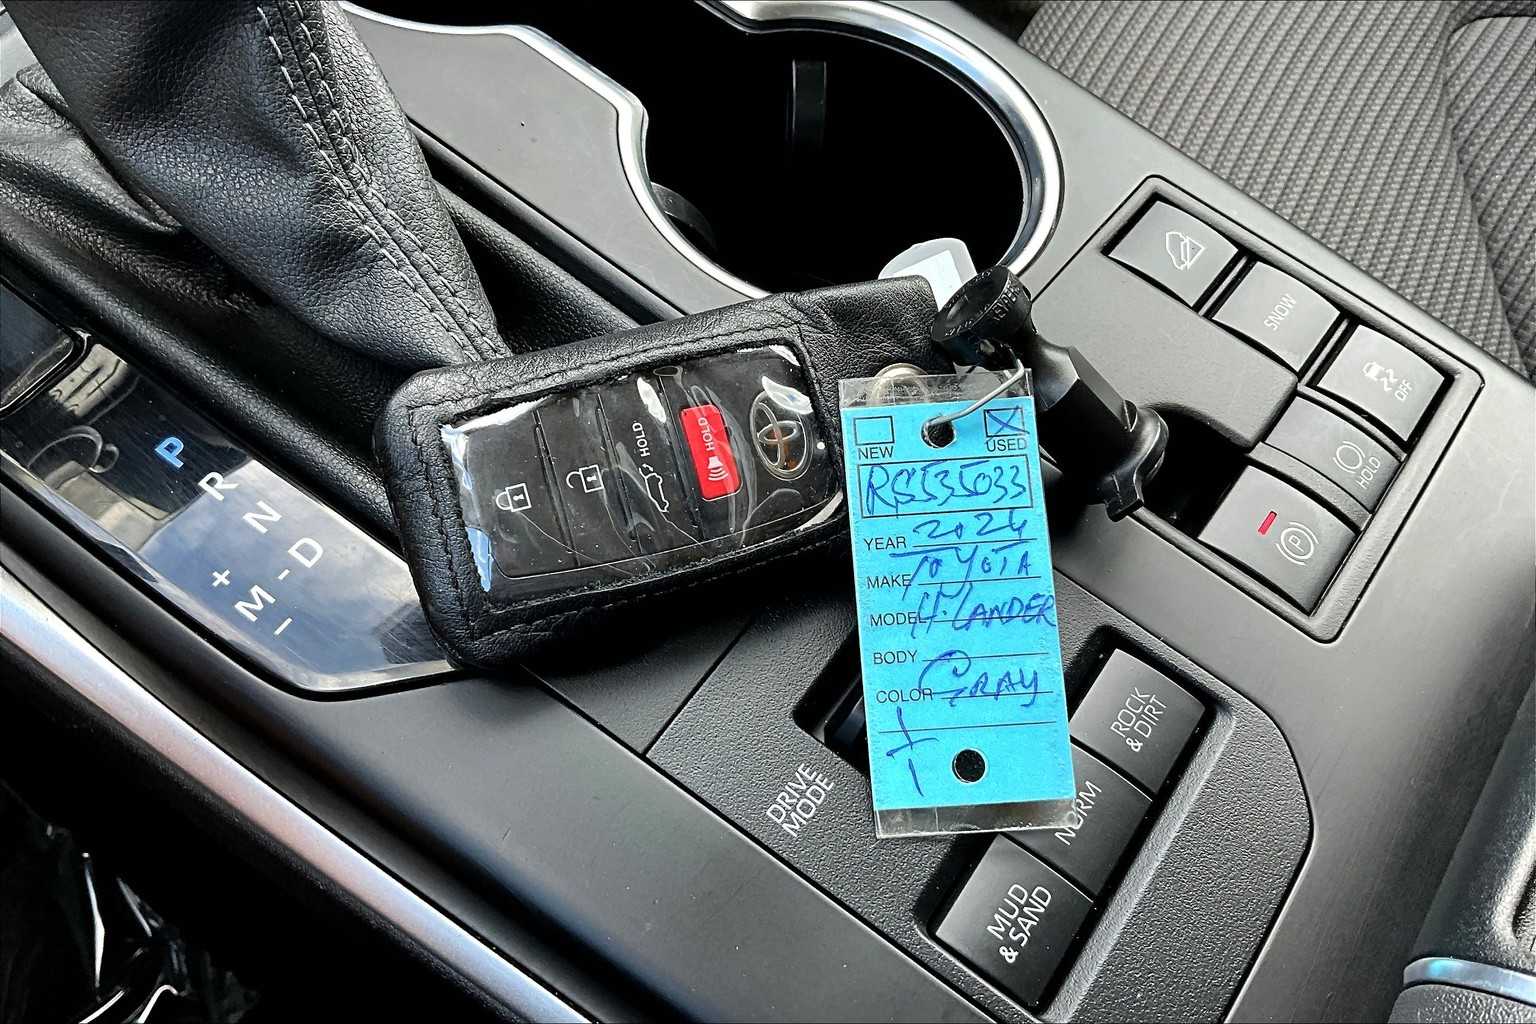 P
R
N
+
M - D
–
HOLD
HOLD
NEW
USED
RS535033
YEAR 2024
MAKE TOYOTA
MODEL H. LANDER
BODY
COLOR GRAY
SNOW
OFF
HOLD
P
DRIVE
MODE
ROCK
& DIRT
NORM
MUD
& SAND